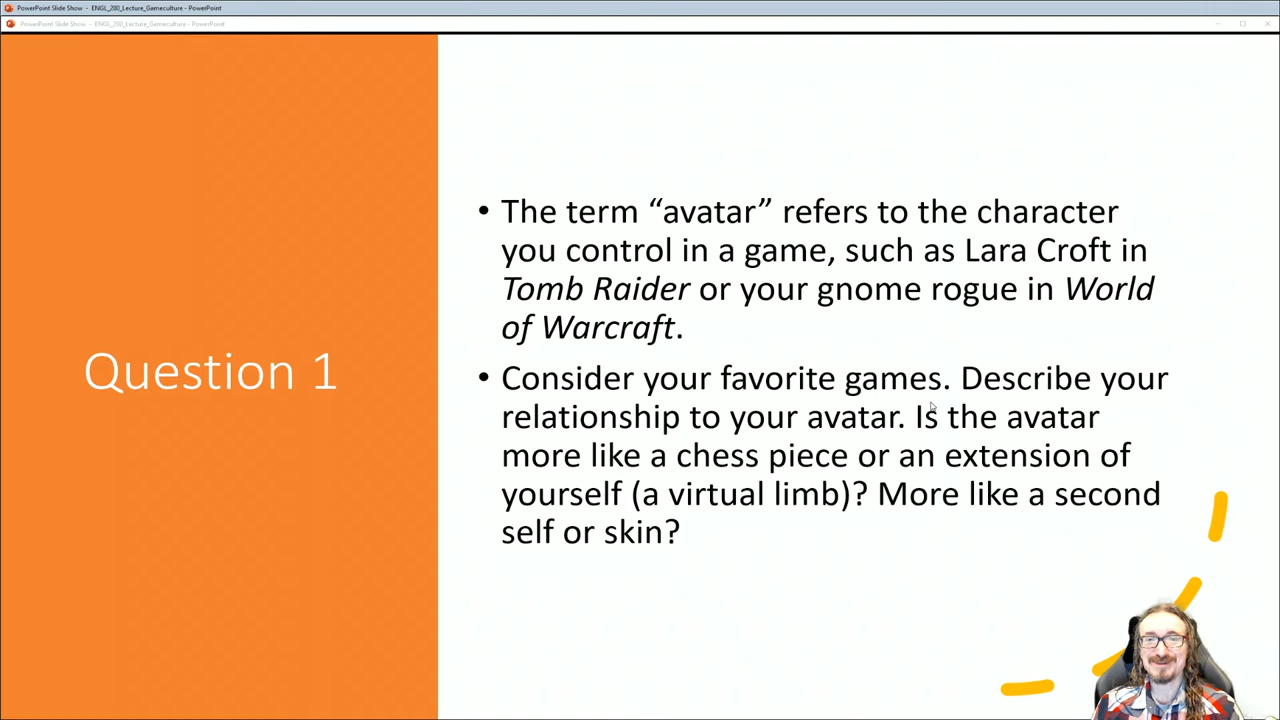 PowerPoint Slide Show - ENGL_280_Lecture_Gameculture - PowerPoint
PowerPoint Slide Show - ENGL_280_Lecture_Gameculture - PowerPoint
Question 1
• The term “avatar” refers to the character
you control in a game, such as Lara Croft in
Tomb Raider or your gnome rogue in World
of Warcraft.
• Consider your favorite games. Describe your
relationship to your avatar. Is the avatar
more like a chess piece or an extension of
yourself (a virtual limb)? More like a second
self or skin?